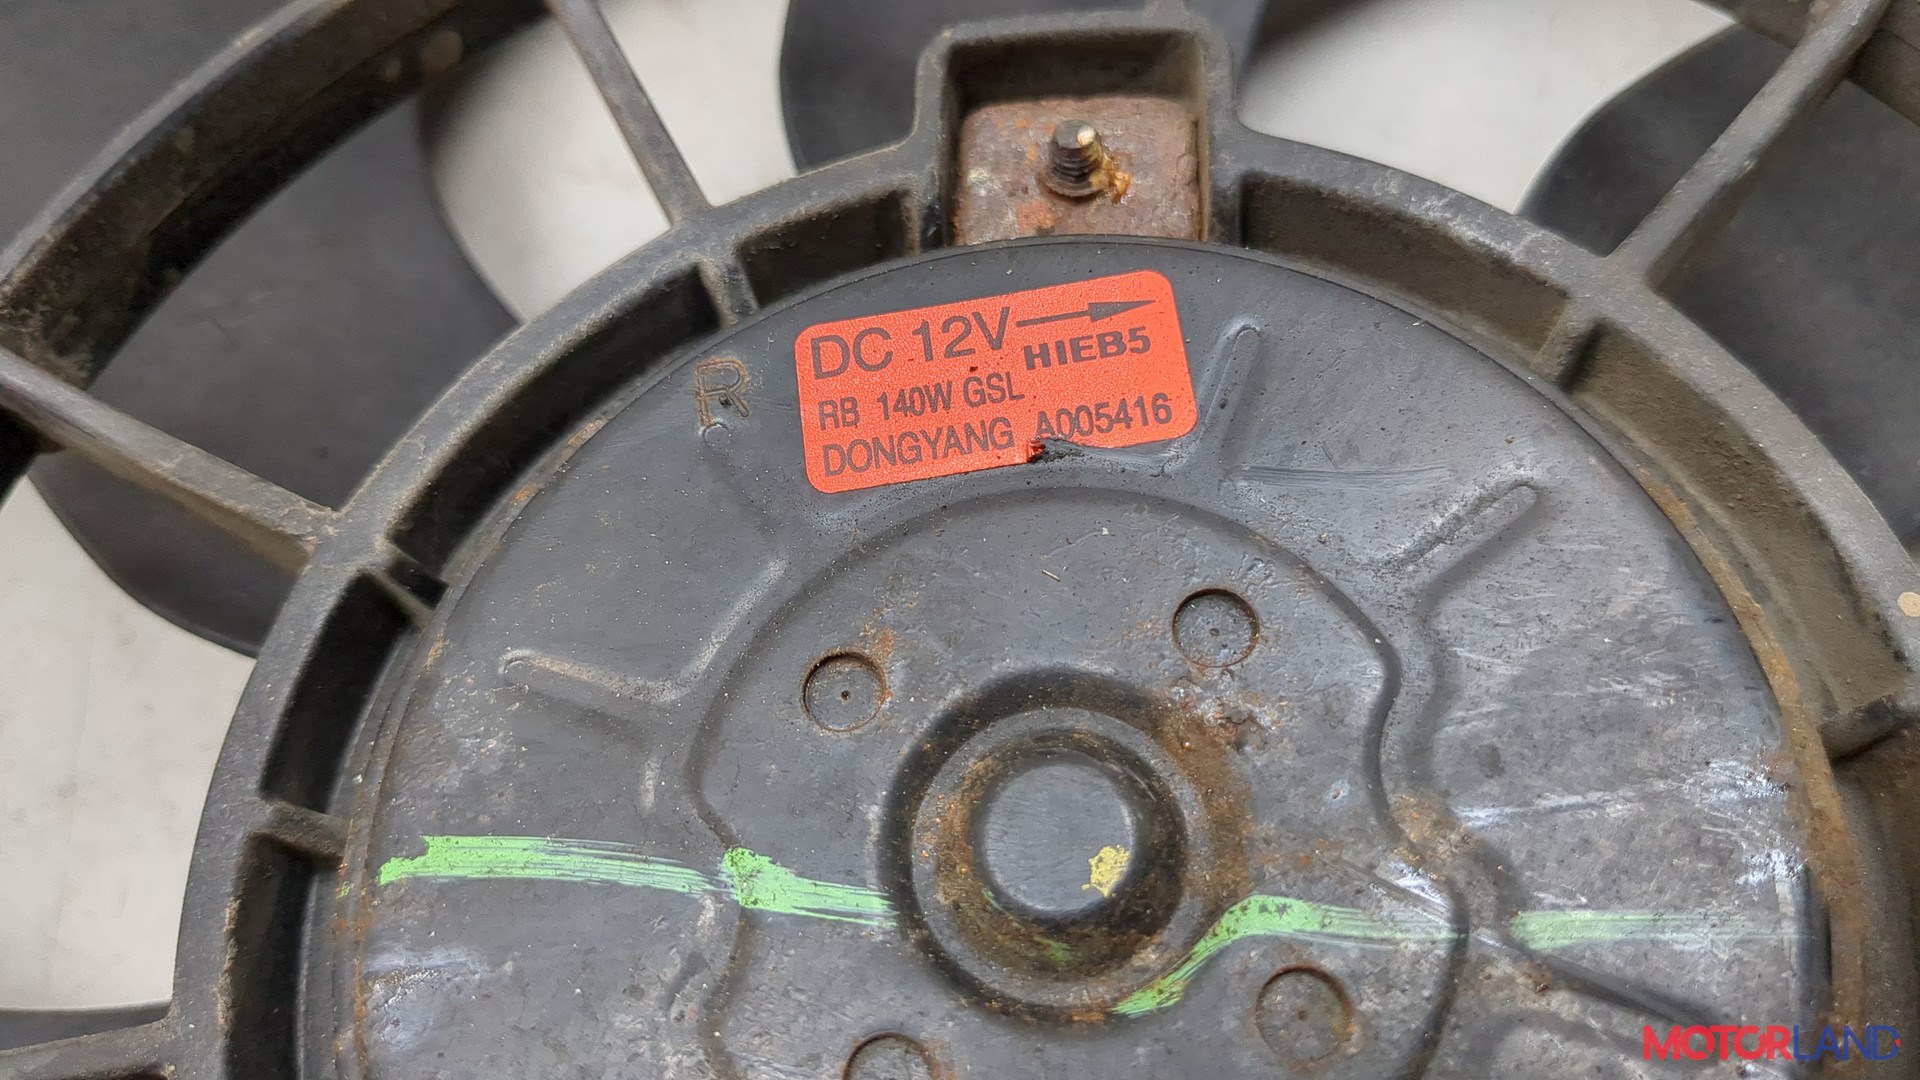 DC 12V
HIEB5
RB 140W GSL
DONGYANG A005416
R
MOTORLAND